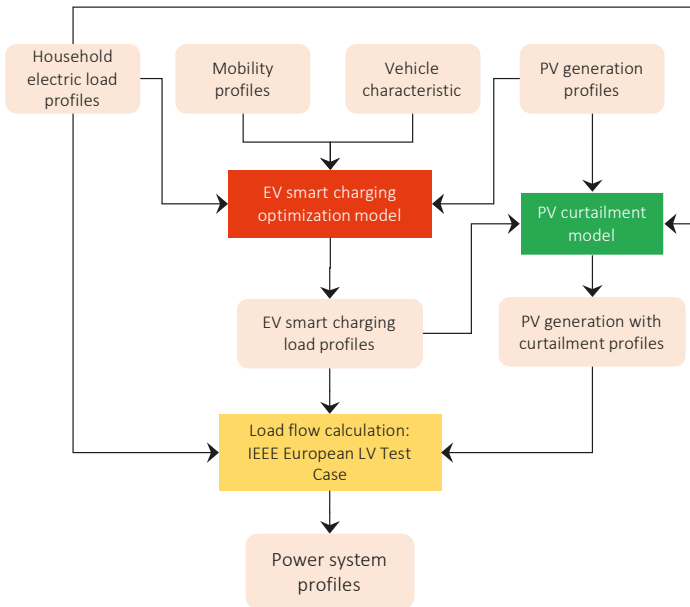 Household
electric load
profiles
Mobility
profiles
Vehicle
characteristic
PV generation
profiles
EV smart charging
optimization model
PV curtailment
model
EV smart charging
load profiles
PV generation with
curtailment profiles
Load flow calculation:
IEEE European LV Test
Case
Power system
profiles